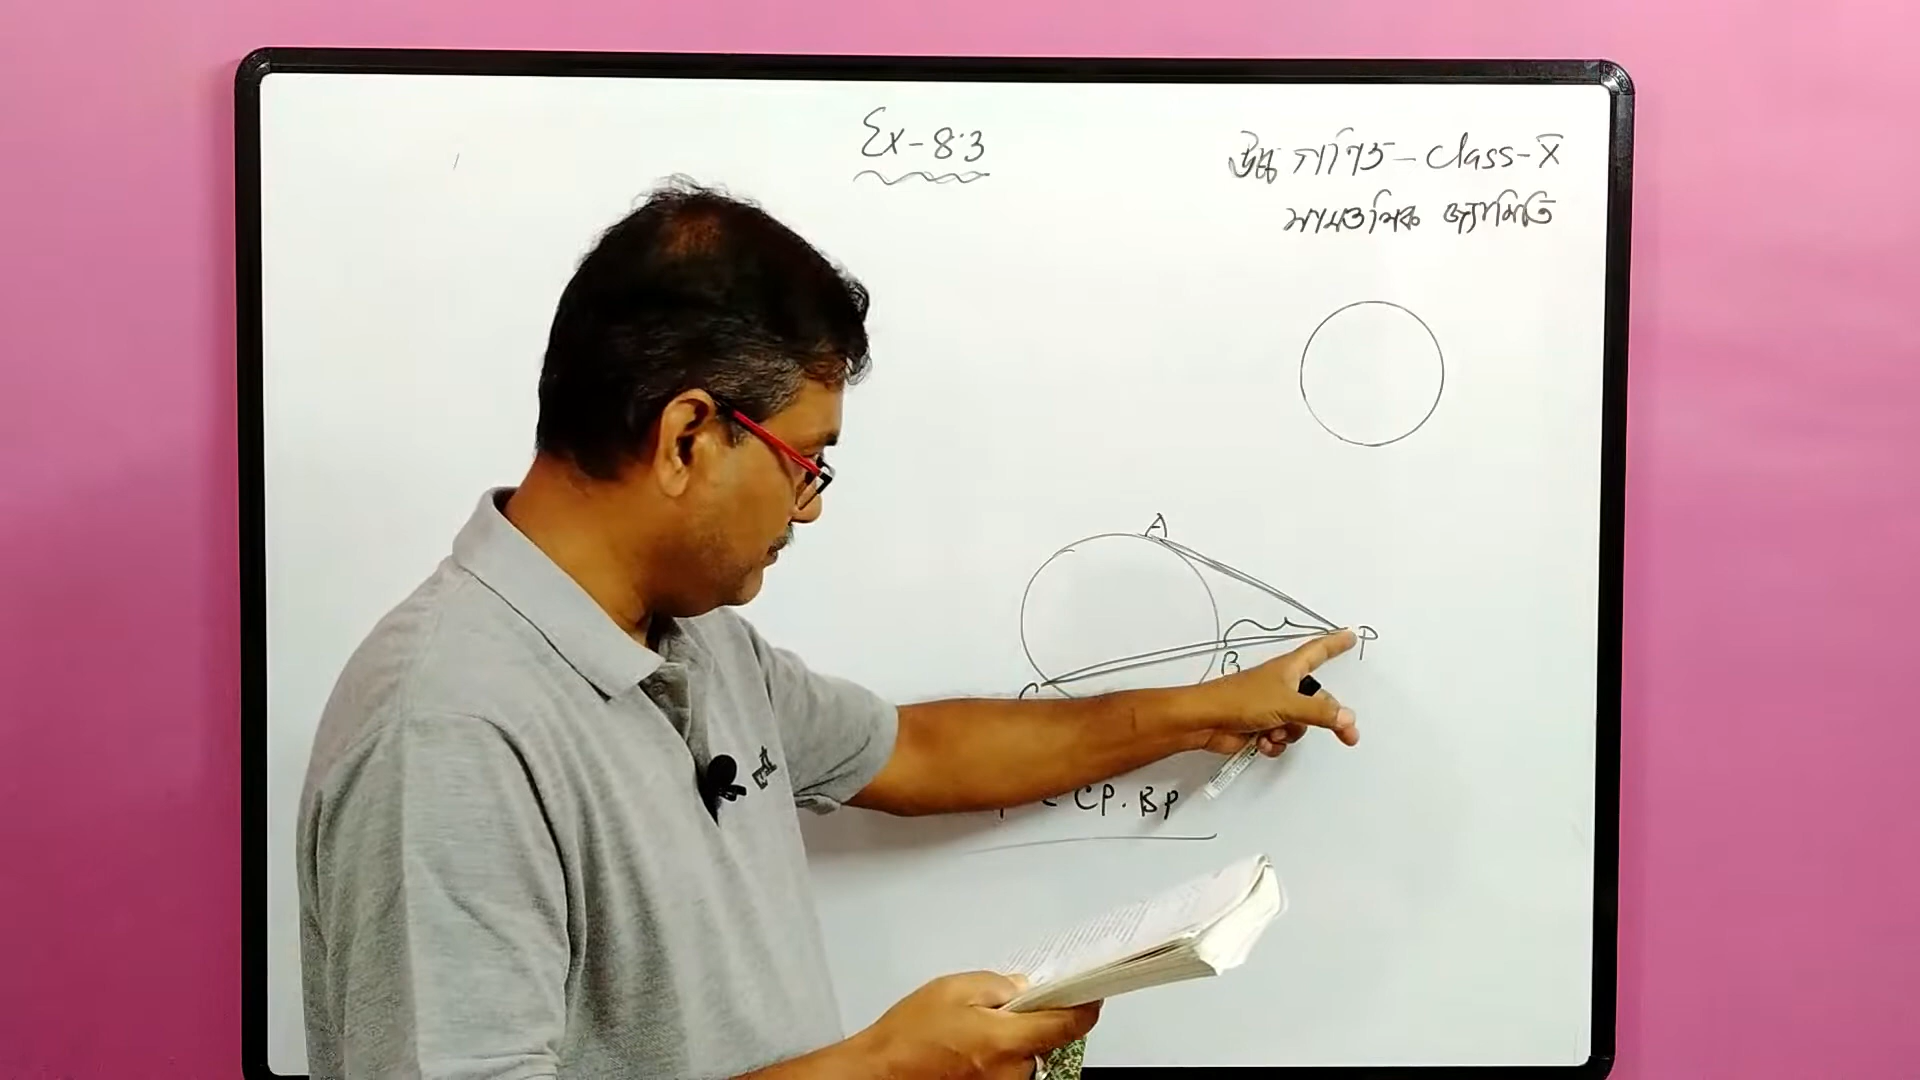 Ex-8.3
উচ্চ গণিত - Class-X
সামতলিক জ্যামিতি
A
P
B
C
CP. BP